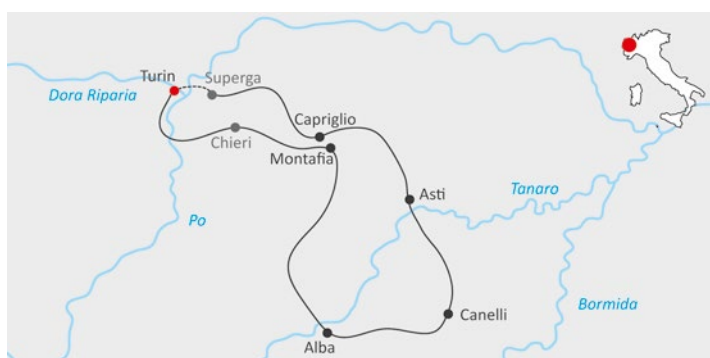 Turin
Superga
Dora Riparia
Capriglio
Chieri
Montafia
Asti
Tanaro
Po
Bormida
Canelli
Alba